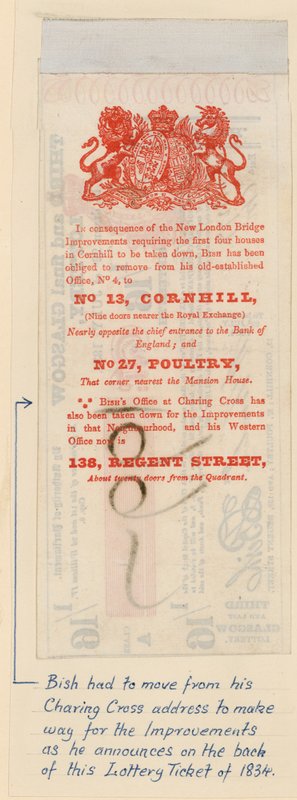 In consequence of the New London Bridge
Improvements requiring the first four houses
in Cornhill to be taken down, Bish has been
obliged to remove from his old-established
Office, No 4, to
No 13, CORNHILL,
(Nine doors nearer the Royal Exchange)
Nearly opposite the chief entrance to the Bank of
England; and
No 27, POULTRY,
That corner nearest the Mansion House.
Bish's Office at Charing Cross has
also been taken down for the Improvements
in that Neighbourhood, and his Western
Office now is
138, REGENT STREET,
About twenty doors from the Quadrant.
Bish had to move from his
Charing Cross address to make
way for the Improvements
as he announces on the back
of this Lottery Ticket of 1834.